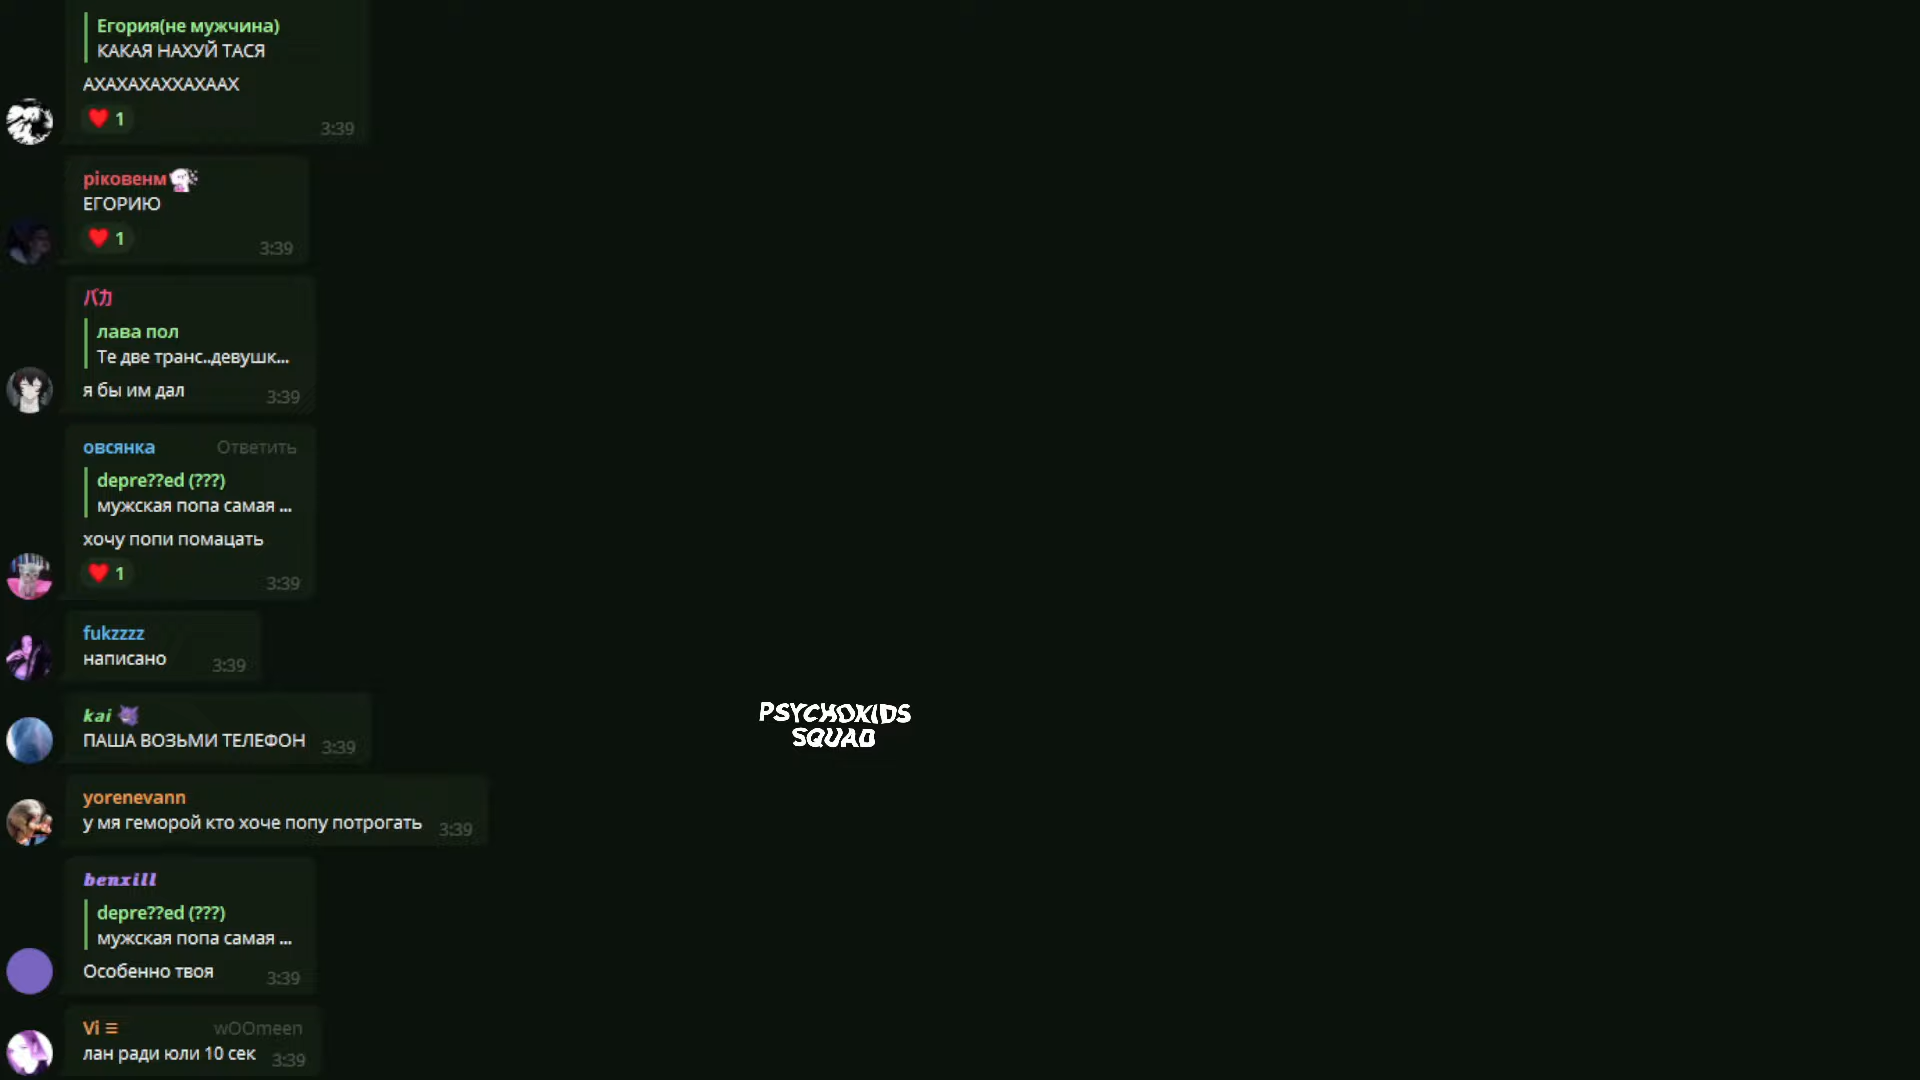 Егория(не мужчина)
КАКАЯ НАХУЙ ТАСЯ
АХАХАХАХХАХААХ
1
3:39
ріковенм
ЕГОРИЮ
1
3:39
バカ
лава пол
Те две транс..девушк...
я бы им дал
3:39
овсянка Ответить
depre??ed (???)
мужская попа самая ...
хочу попи помацать
1
3:39
fukzzzz
написано
3:39
kai
ПАША ВОЗЬМИ ТЕЛЕФОН
3:39
PSYCHOKIDS
SQUAD
yorenevann
у мя геморой кто хоче попу потрогать
3:39
benxill
depre??ed (???)
мужская попа самая ...
Особенно твоя
3:39
Vi ≡ wOOmeen
лан ради юли 10 сек
3:39